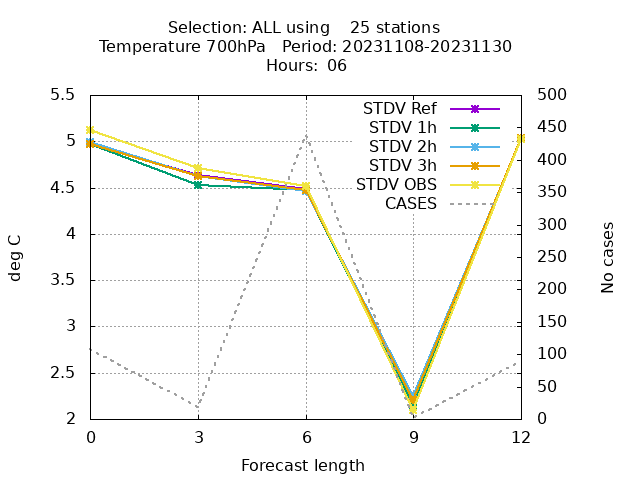 Selection: ALL using    25 stations
Temperature 700hPa   Period: 20231108-20231130
Hours: 06
5.5
5
4.5
4
3.5
3
2.5
2
deg C
STDV Ref
STDV 1h
STDV 2h
STDV 3h
STDV OBS
CASES
500
450
400
350
300
250
200
150
100
50
0
No cases
0 3 6 9 12
Forecast length